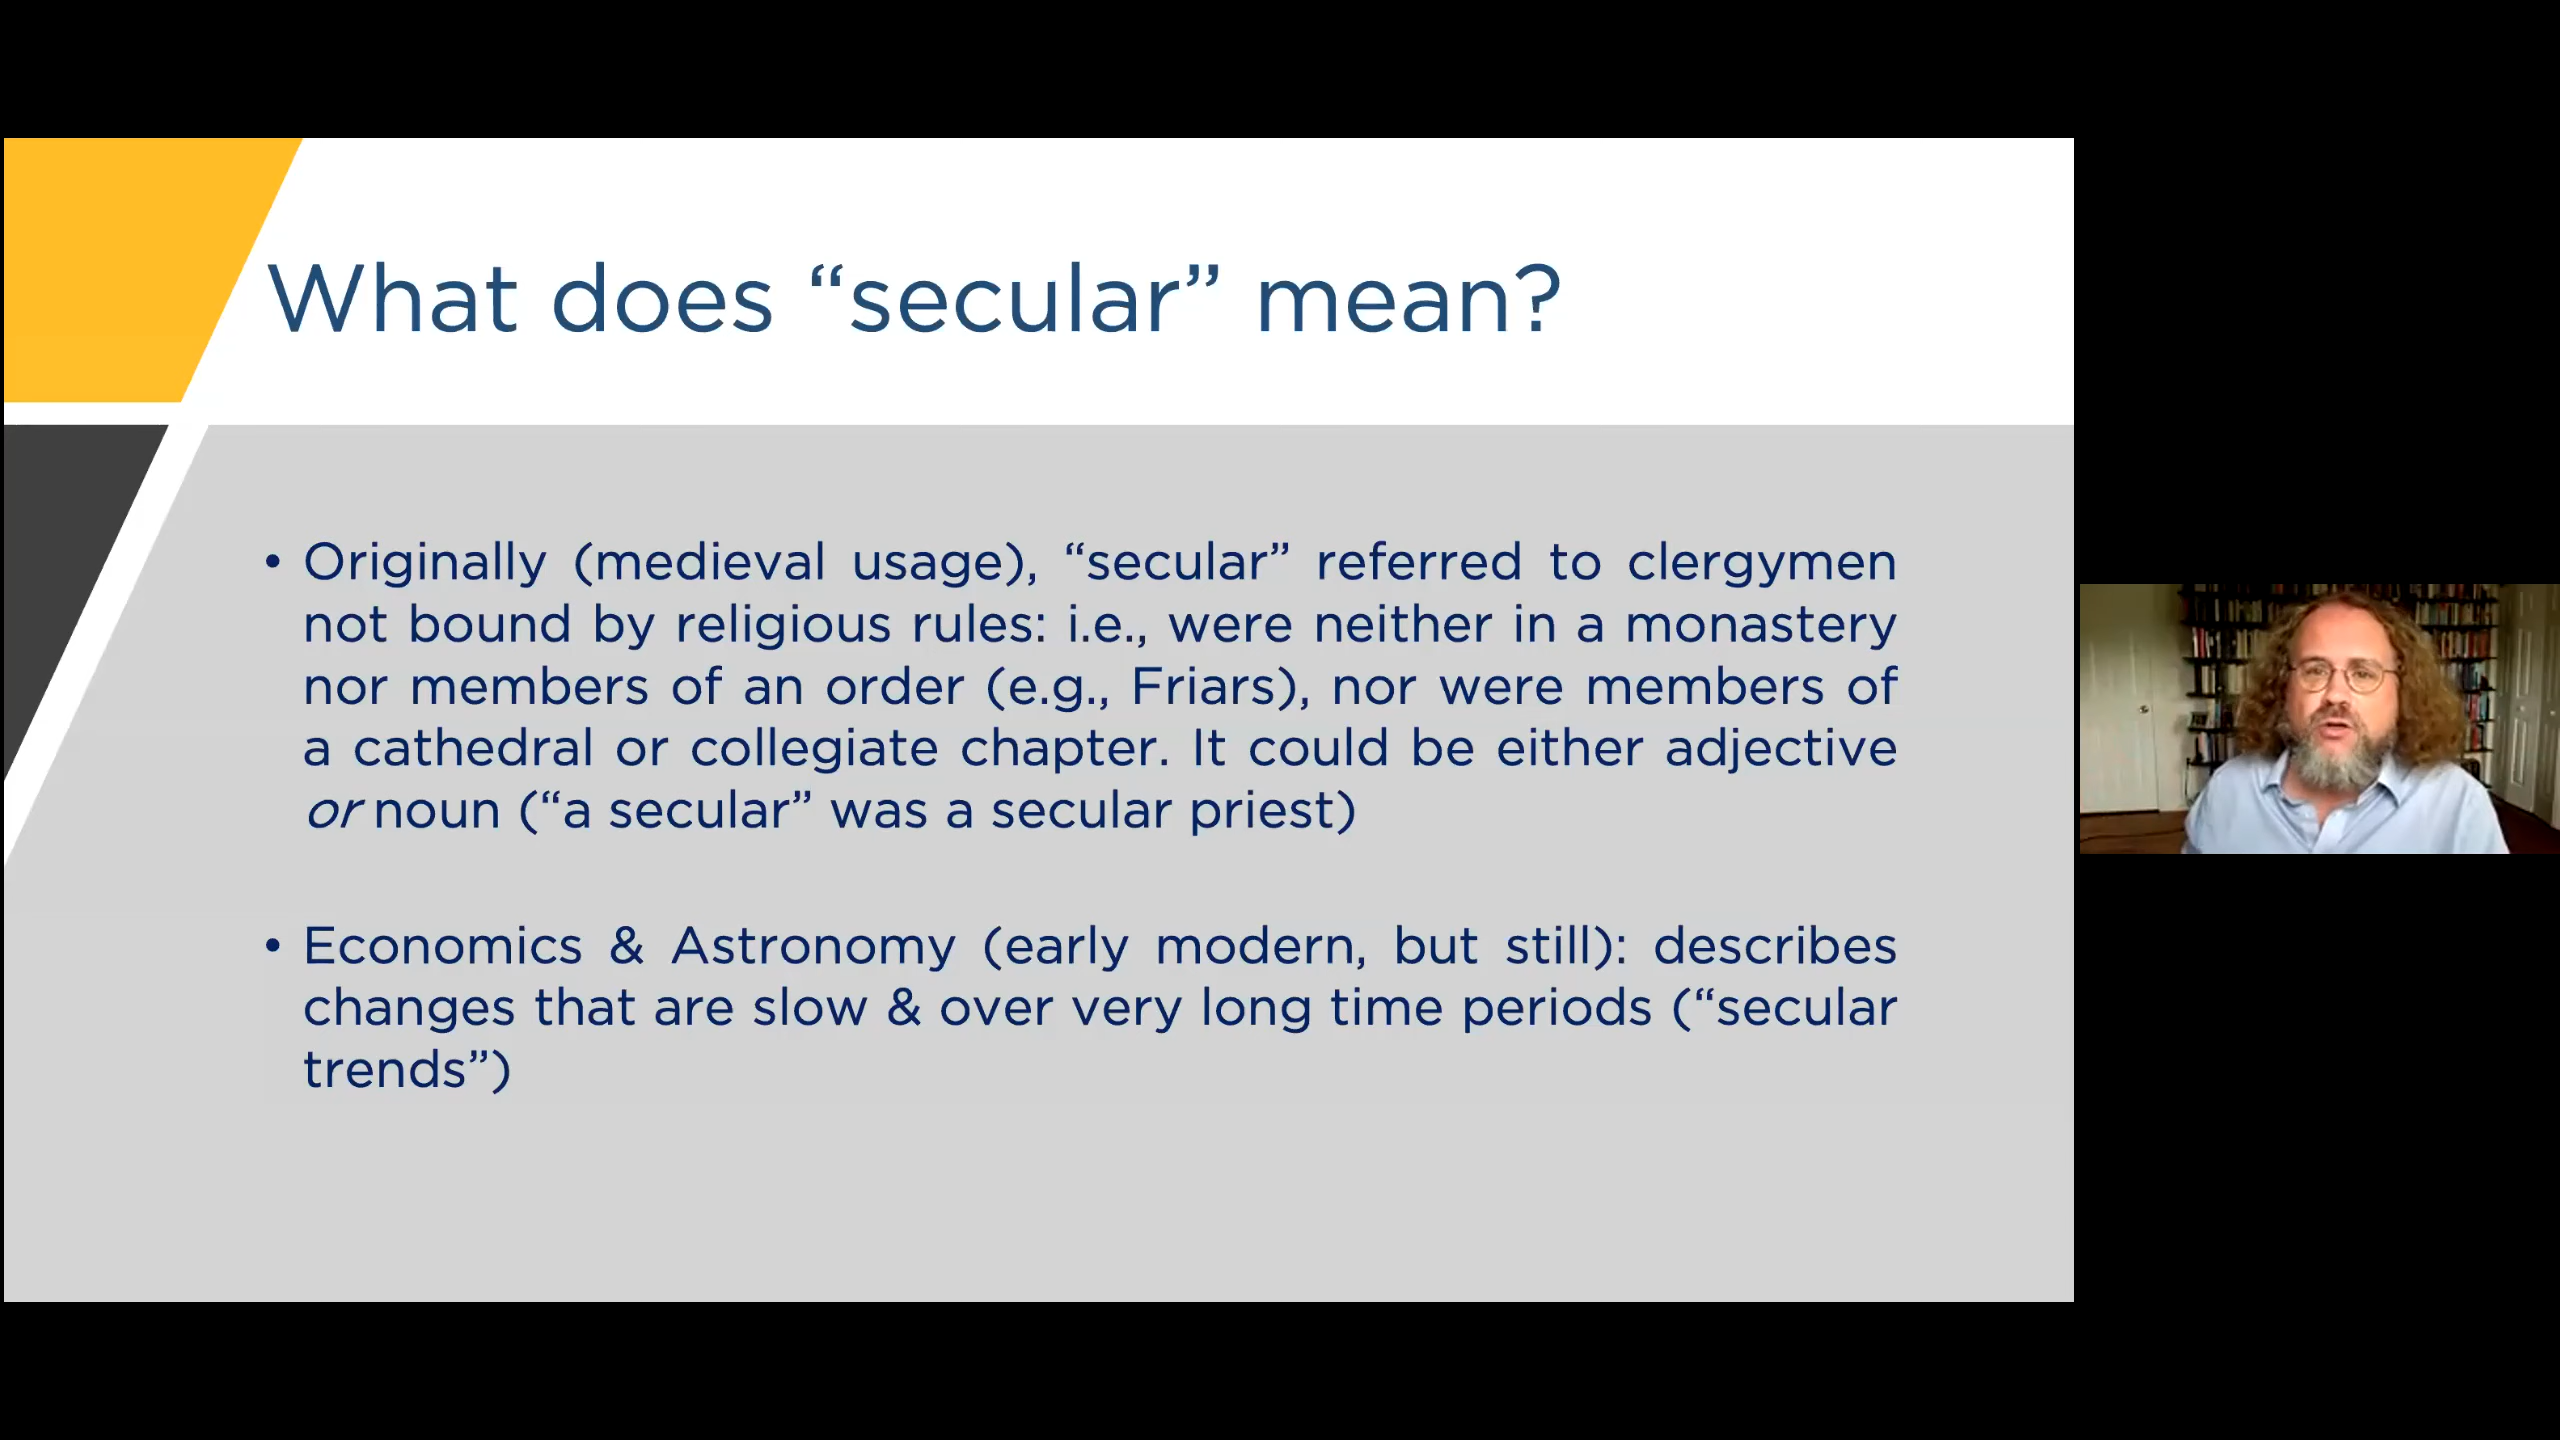 What does “secular” mean?
• Originally (medieval usage), “secular” referred to clergymen
not bound by religious rules: i.e., were neither in a monastery
nor members of an order (e.g., Friars), nor were members of
a cathedral or collegiate chapter. It could be either adjective
or noun (“a secular” was a secular priest)
• Economics & Astronomy (early modern, but still): describes
changes that are slow & over very long time periods (“secular
trends”)